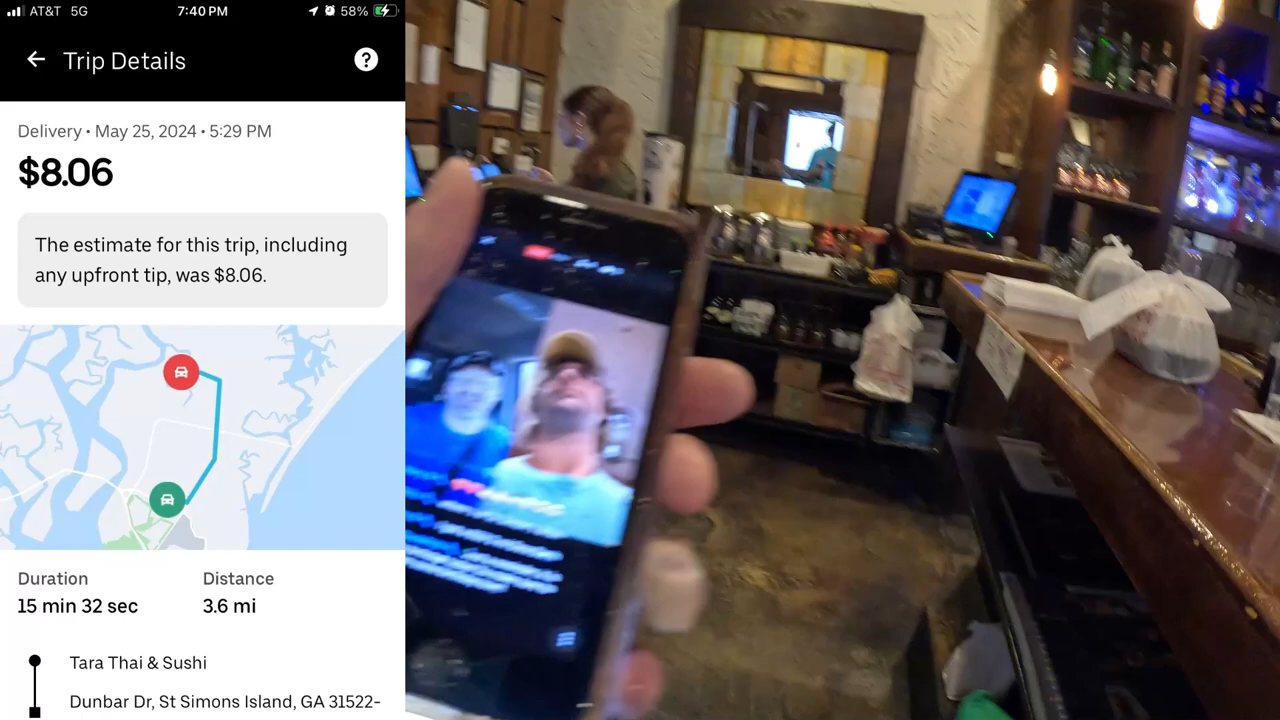 AT&T 5G 7:40 PM 58%
Trip Details
?
Delivery • May 25, 2024 • 5:29 PM
$8.06
The estimate for this trip, including
any upfront tip, was $8.06.
Duration Distance
15 min 32 sec 3.6 mi
Tara Thai & Sushi
Dunbar Dr, St Simons Island, GA 31522-